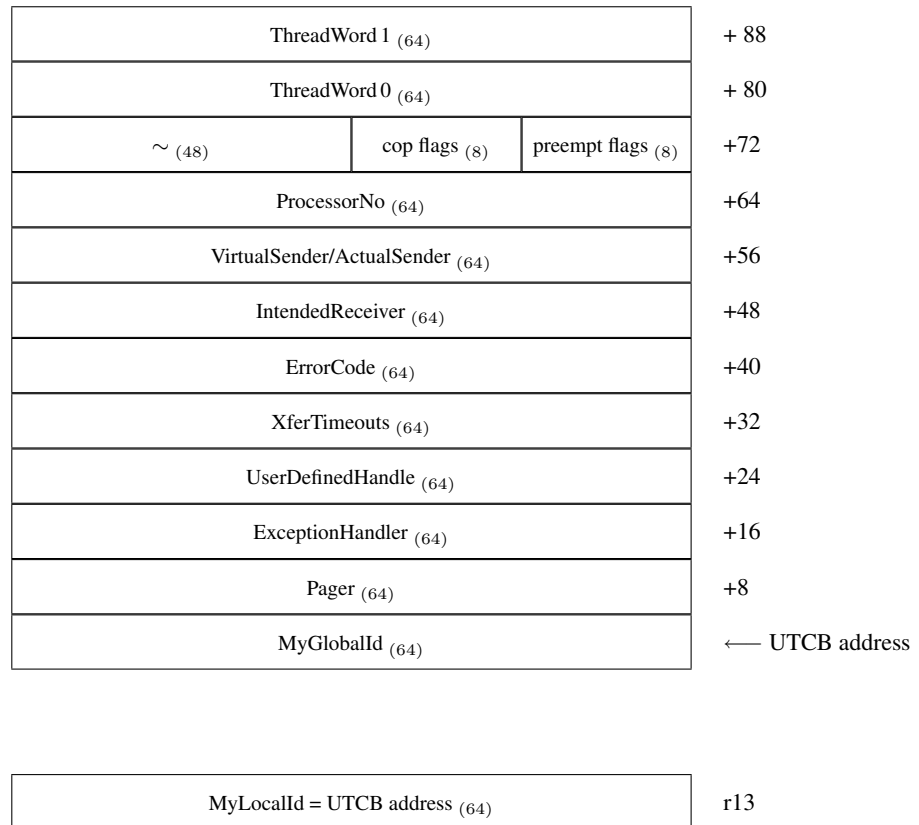 ThreadWord 1 (64) + 88
ThreadWord 0 (64) + 80
∼ (48) cop flags (8) preempt flags (8) +72
ProcessorNo (64) +64
VirtualSender/ActualSender (64) +56
IntendedReceiver (64) +48
ErrorCode (64) +40
XferTimeouts (64) +32
UserDefinedHandle (64) +24
ExceptionHandler (64) +16
Pager (64) +8
MyGlobalId (64) ←— UTCB address
MyLocalId = UTCB address (64) r13